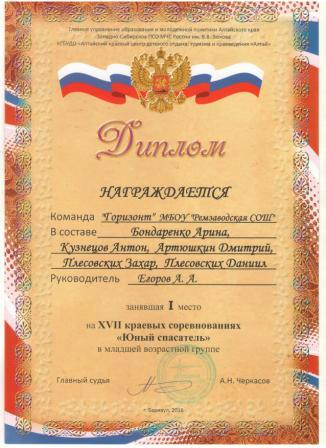 Главное управление образования и молодежной политики Алтайского края
Западно-Сибирское ПСО МЧС России им. В.В. Зюкова
КГБУДО «Алтайский краевой центр детского отдыха, туризма и краеведения «Алтай»
Диплом
НАГРАЖДАЕТСЯ
Команда "Горизонт" МБОУ "Ремзаводская СОШ"
В составе Бондаренко Арина,
Кузнецов Антон, Артюшкин Дмитрий,
Плесовских Захар, Плесовских Даниил
Руководитель Егоров А. А.
занявшая I место
на XVII краевых соревнованиях
«Юный спасатель»
в младшей возрастной группе
Главный судья А.Н. Черкасов
г. Барнаул, 2016